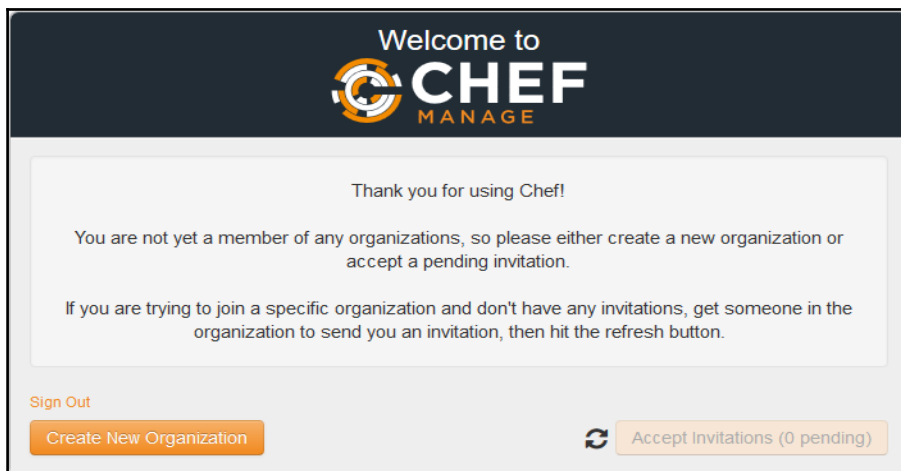 Welcome to
CHEF
MANAGE
Thank you for using Chef!
You are not yet a member of any organizations, so please either create a new organization or
accept a pending invitation.
If you are trying to join a specific organization and don't have any invitations, get someone in the
organization to send you an invitation, then hit the refresh button.
Sign Out
Create New Organization
Accept Invitations (0 pending)